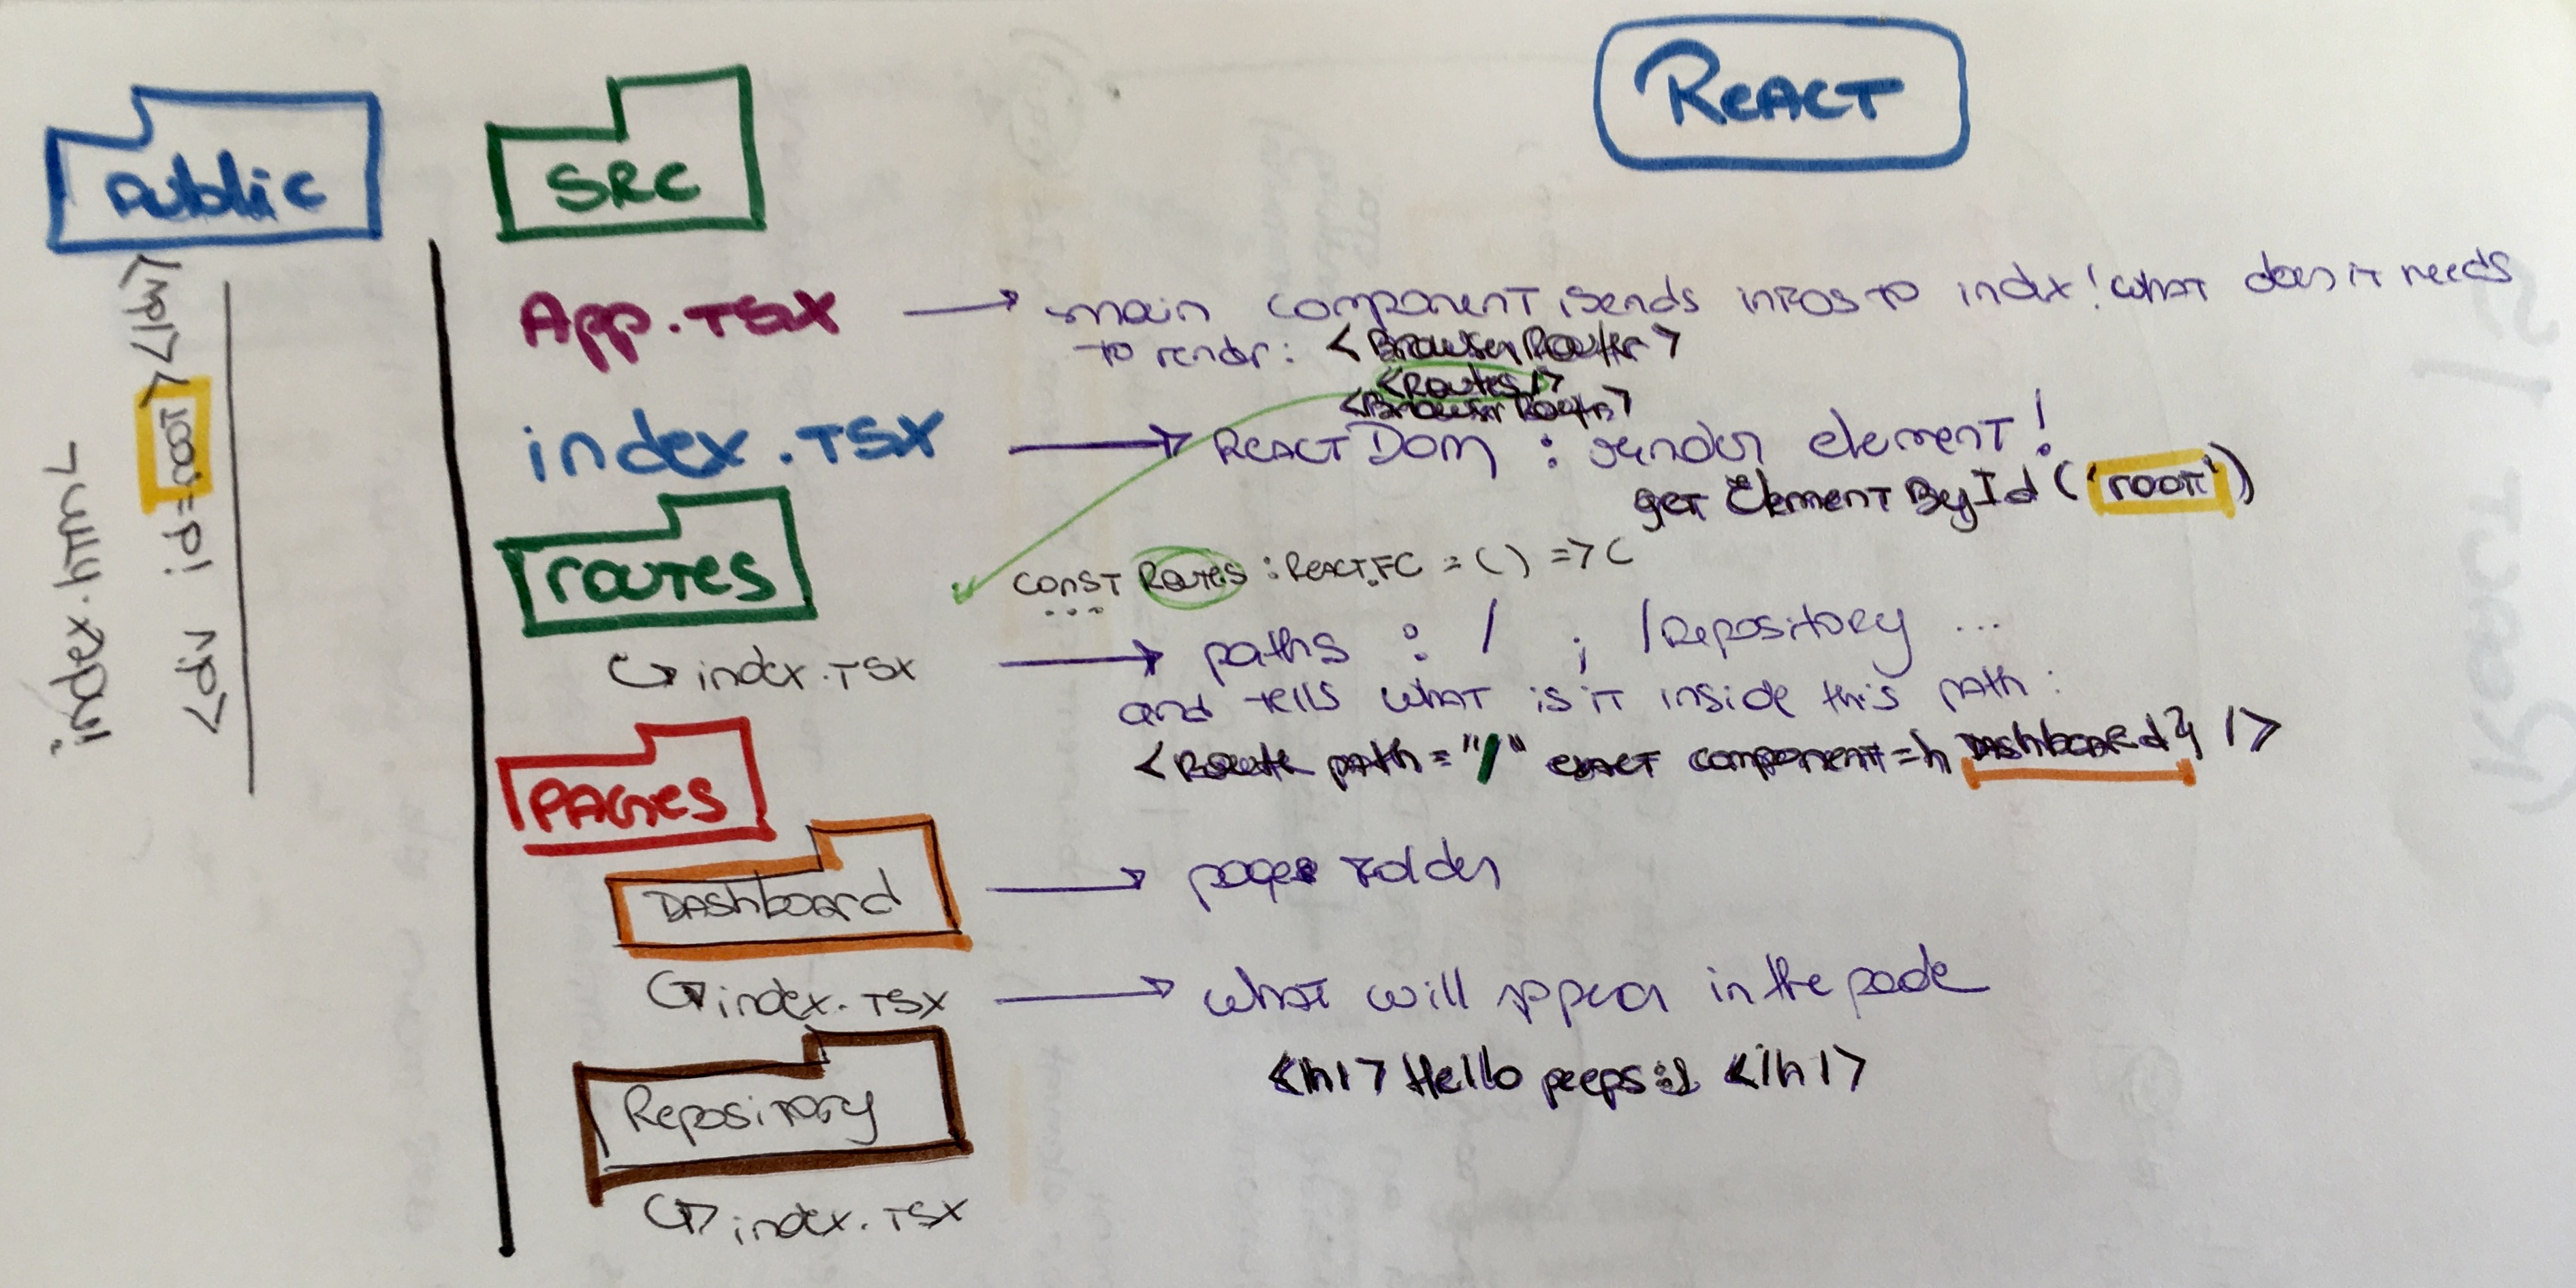 REACT
public
SRC
index.HTML
<div id=root></div>
App.TSX → main component, sends infos to index! what does it needs
to render: <BrowserRouter>
<Routes/>
<BrowserRouter>
index.TSX → REACT DOM : render element!
getElementById('root')
routes
const Routes : React.FC = () => (
...
index.TSX → paths : / ; /Repository ...
and tells what is it inside this path :
<Route path="/" exact component={Dashboard} />
PAGES
DAShboard → page folder
index.TSX → what will appear in the pade
<h1> Hello peeps :) </h1>
Repository
index.TSX